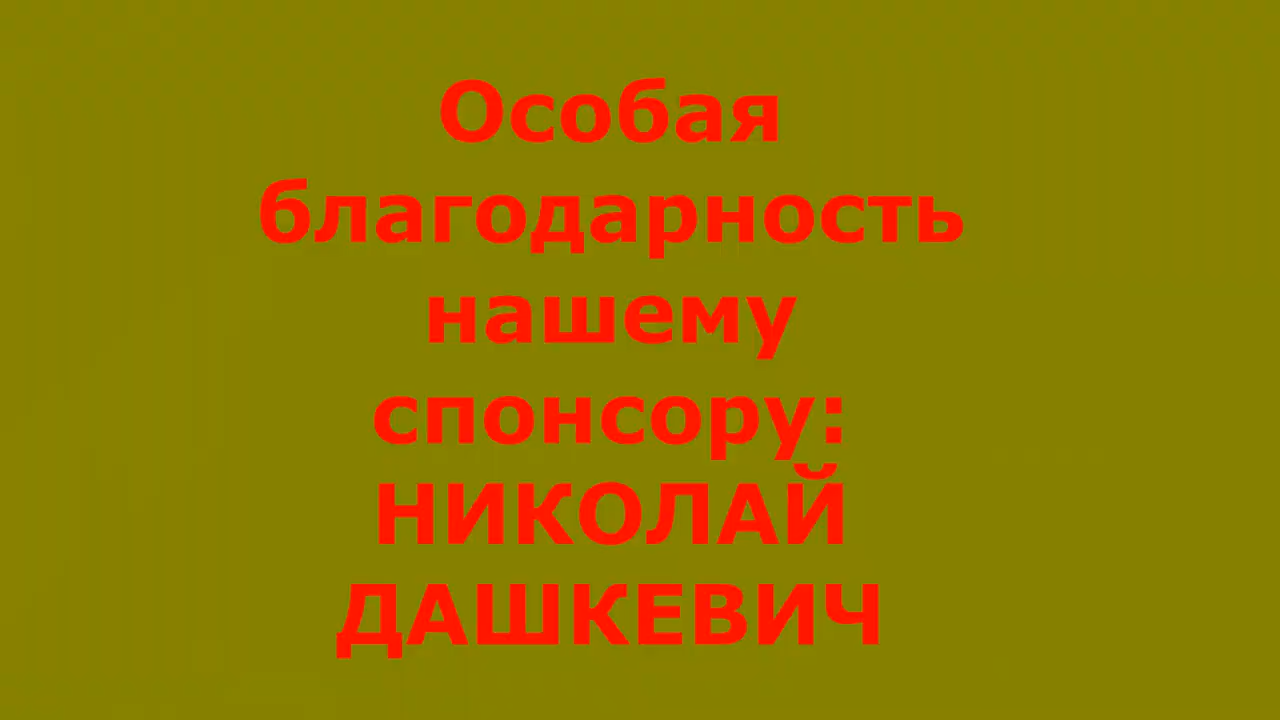 Особая
благодарность
нашему
спонсору:
НИКОЛАЙ
ДАШКЕВИЧ